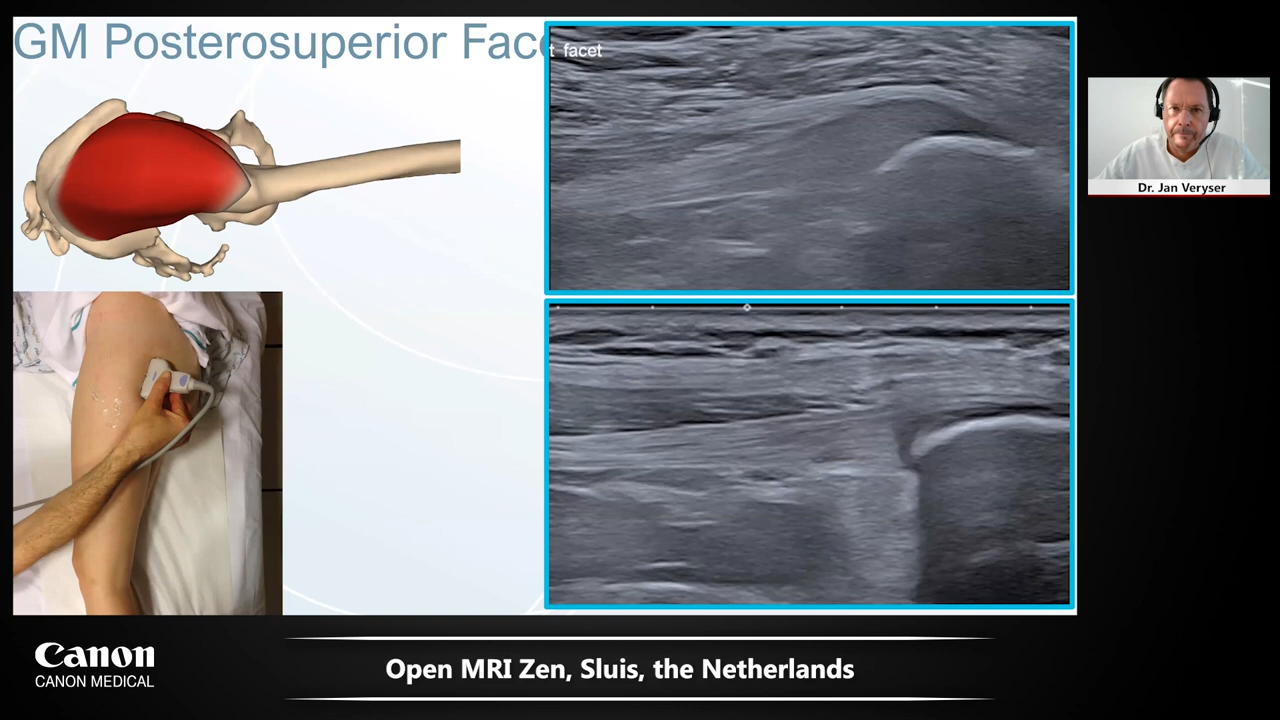 GM Posterosuperior Face
t facet
Dr. Jan Veryser
Canon
CANON MEDICAL
Open MRI Zen, Sluis, the Netherlands